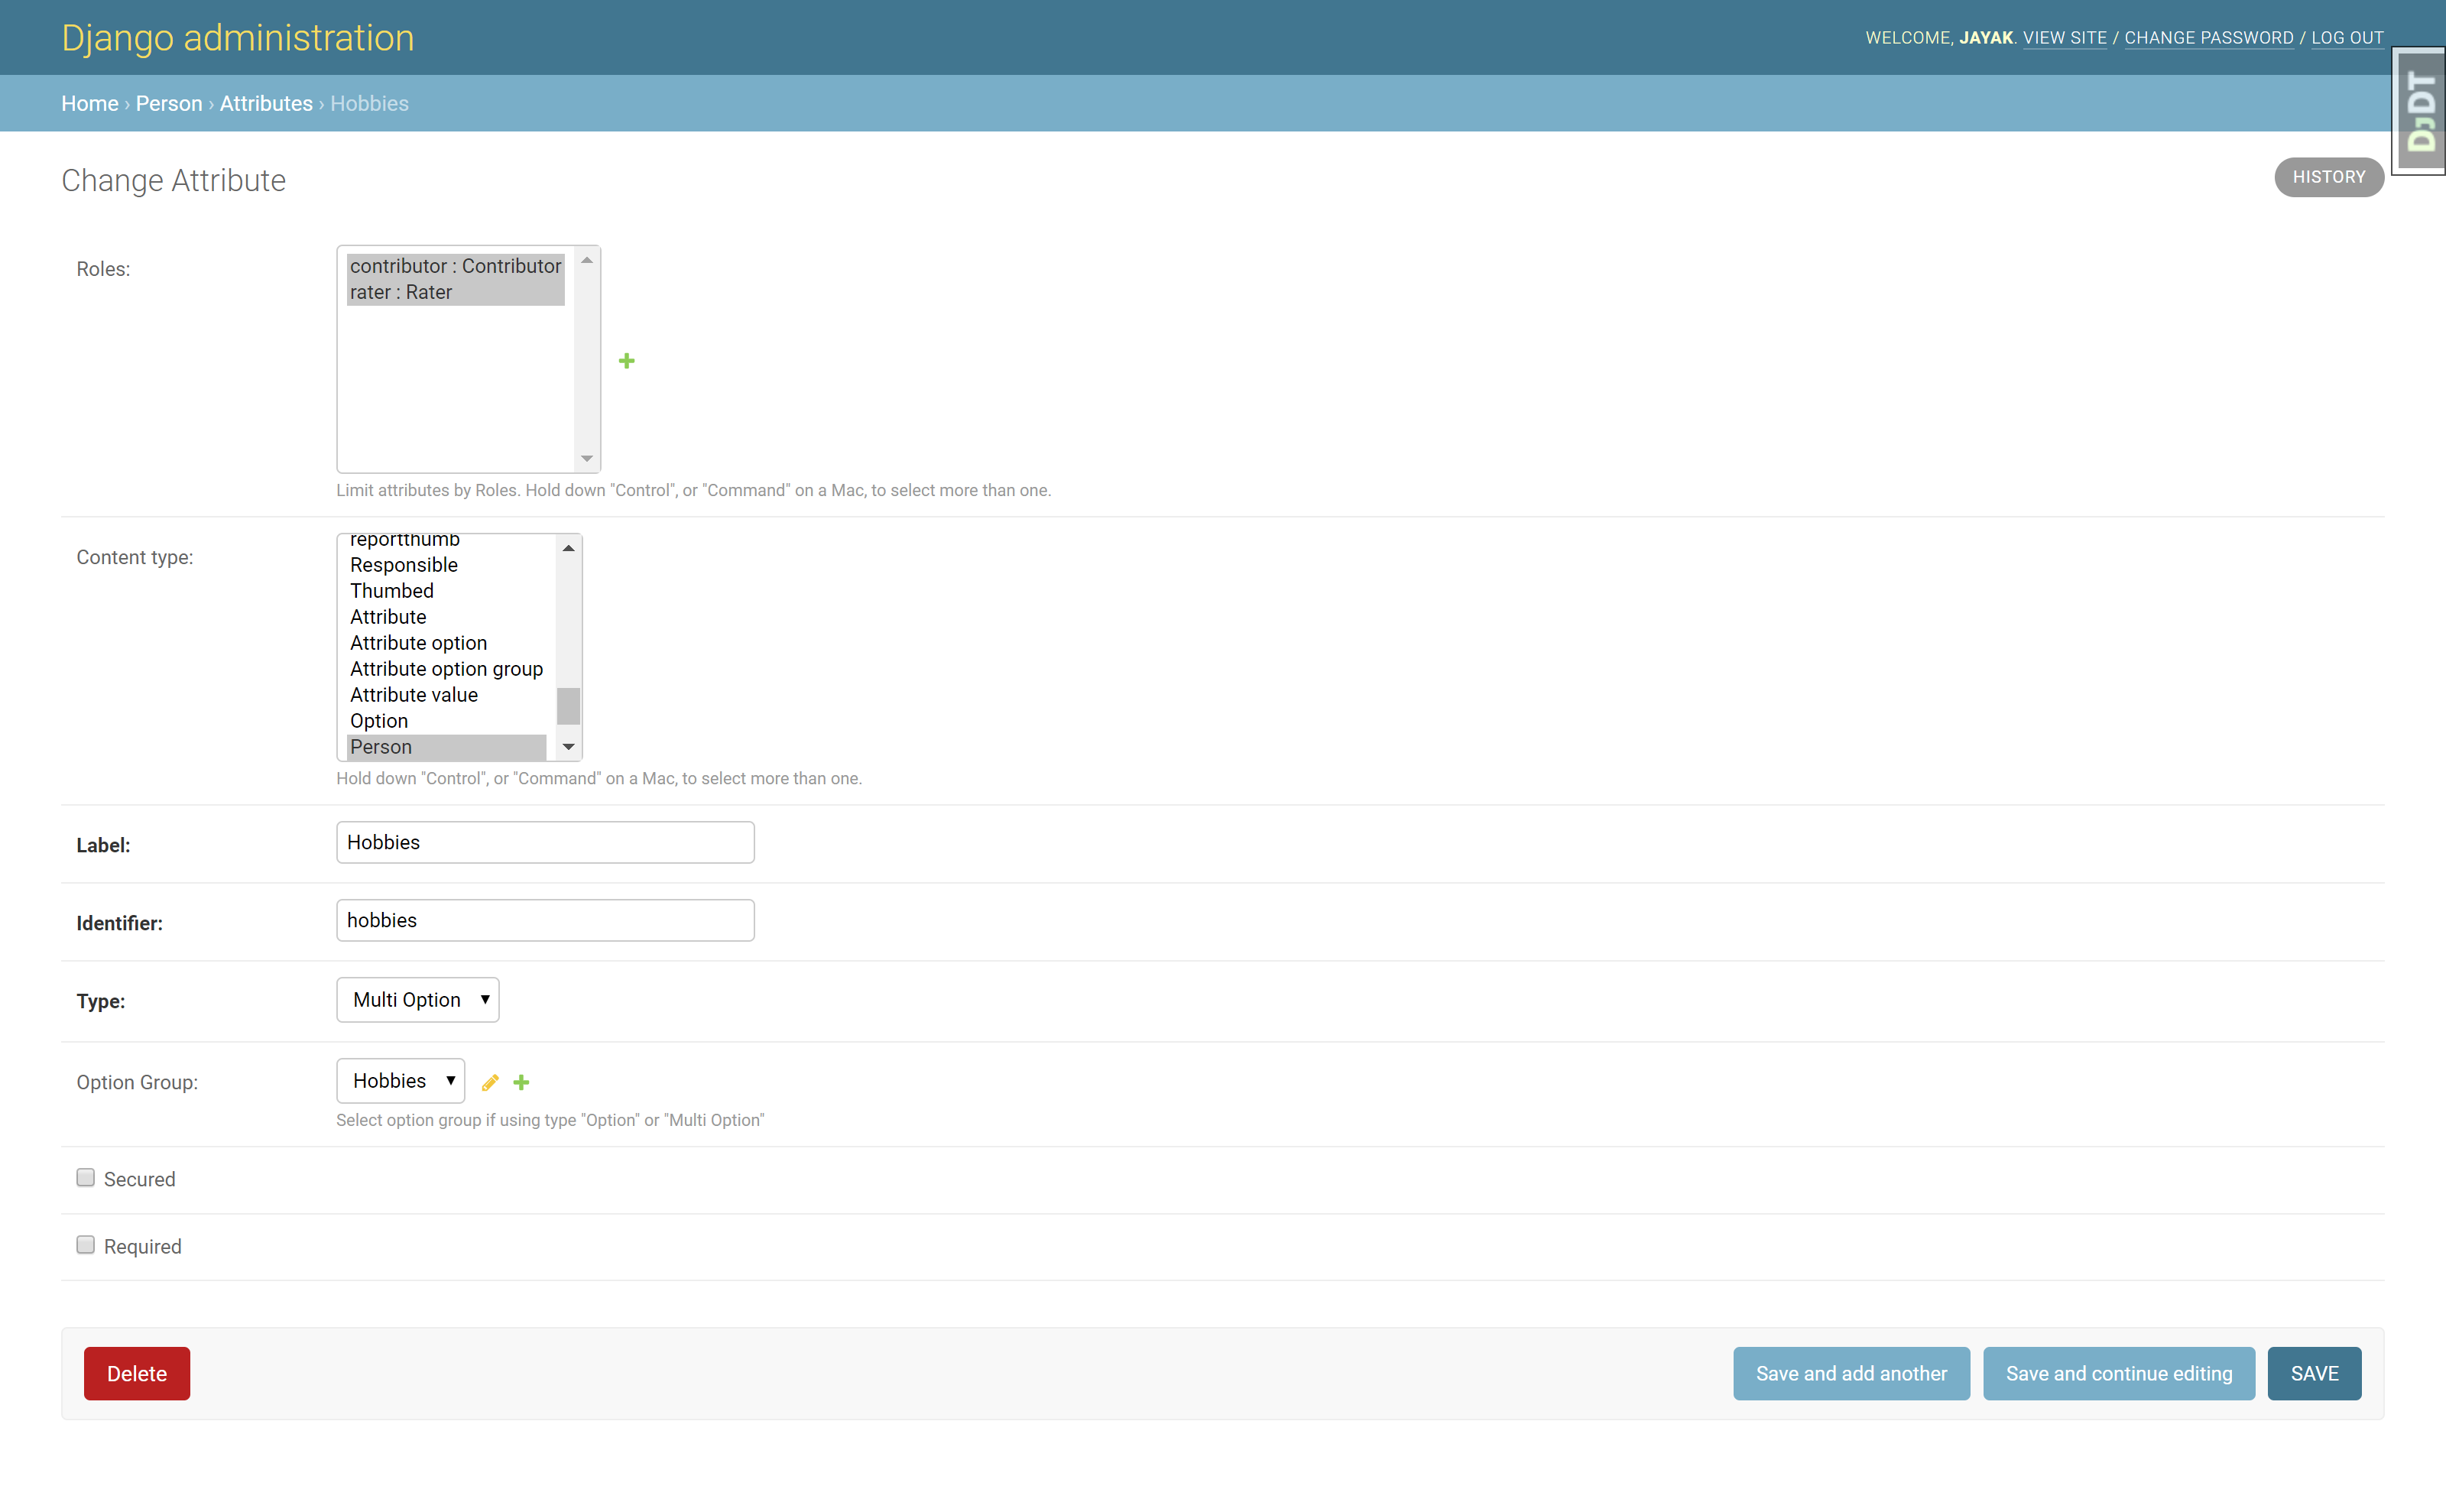 Django administration
WELCOME, JAYAK. VIEW SITE / CHANGE PASSWORD / LOG OUT
DJDT
Home › Person › Attributes › Hobbies
Change Attribute
HISTORY
Roles:
contributor : Contributor
rater : Rater
Limit attributes by Roles. Hold down "Control", or "Command" on a Mac, to select more than one.
Content type:
reportthumb
Responsible
Thumbed
Attribute
Attribute option
Attribute option group
Attribute value
Option
Person
Hold down "Control", or "Command" on a Mac, to select more than one.
Label:
Hobbies
Identifier:
hobbies
Type:
Multi Option
Option Group:
Hobbies
Select option group if using type "Option" or "Multi Option"
Secured
Required
Delete
Save and add another
Save and continue editing
SAVE